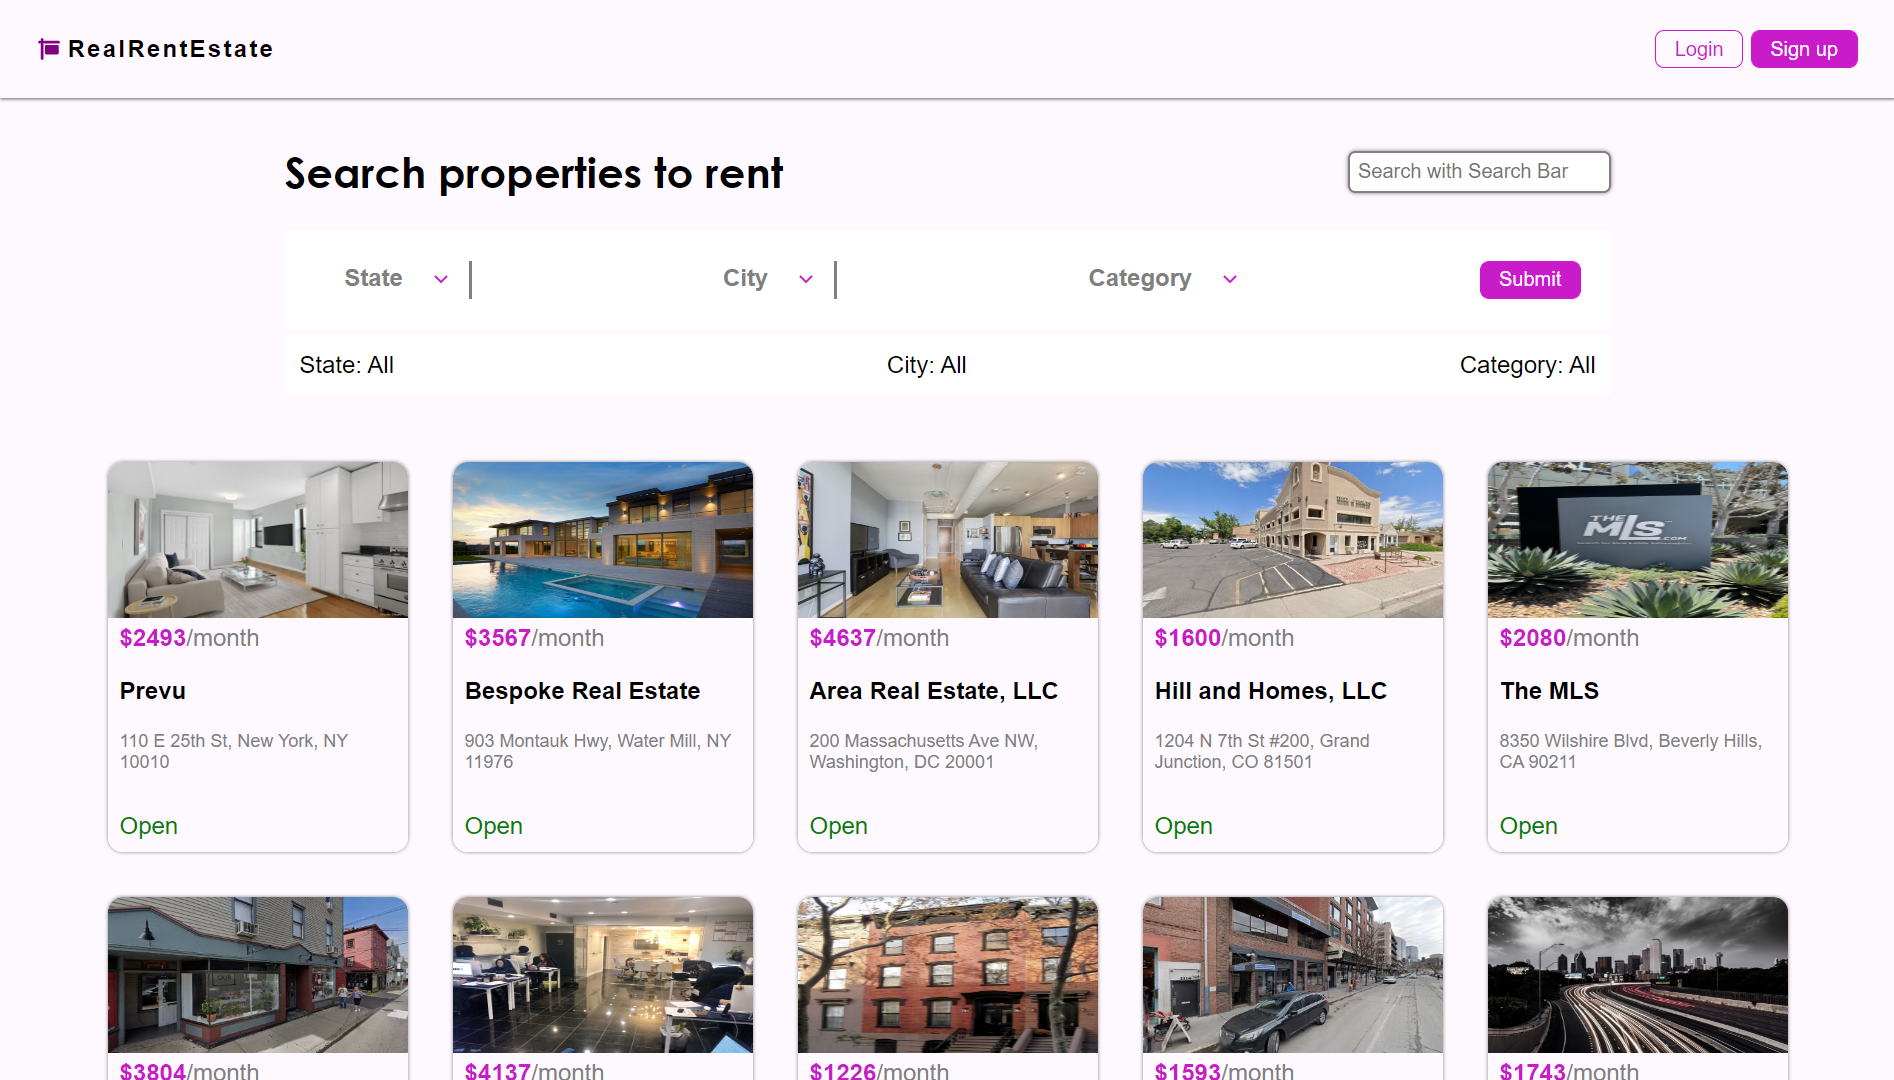 RealRentEstate
Login
Sign up
Search properties to rent
Search with Search Bar
State
City
Category
Submit
State: All
City: All
Category: All
THE MLS .COM
$2493/month
$3567/month
$4637/month
$1600/month
$2080/month
Prevu
Bespoke Real Estate
Area Real Estate, LLC
Hill and Homes, LLC
The MLS
110 E 25th St, New York, NY
10010
903 Montauk Hwy, Water Mill, NY
11976
200 Massachusetts Ave NW,
Washington, DC 20001
1204 N 7th St #200, Grand
Junction, CO 81501
8350 Wilshire Blvd, Beverly Hills,
CA 90211
Open
Open
Open
Open
Open
$3804/month
$4137/month
$1226/month
$1593/month
$1743/month